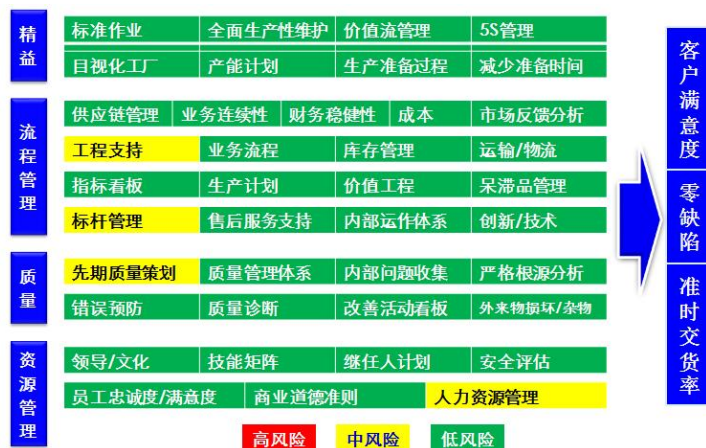 精益
标准作业 全面生产性维护 价值流管理 5S管理
目视化工厂 产能计划 生产准备过程 减少准备时间
流程管理
供应链管理 业务连续性 财务稳健性 成本 市场反馈分析
工程支持 业务流程 库存管理 运输/物流
指标看板 生产计划 价值工程 呆滞品管理
标杆管理 售后服务支持 内部运作体系 创新/技术
质量
先期质量策划 质量管理体系 内部问题收集 严格根源分析
错误预防 质量诊断 改善活动看板 外来物损坏/杂物
资源管理
领导/文化 技能矩阵 继任人计划 安全评估
员工忠诚度/满意度 商业道德准则 人力资源管理
高风险 中风险 低风险
客户满意度
零缺陷
准时交货率